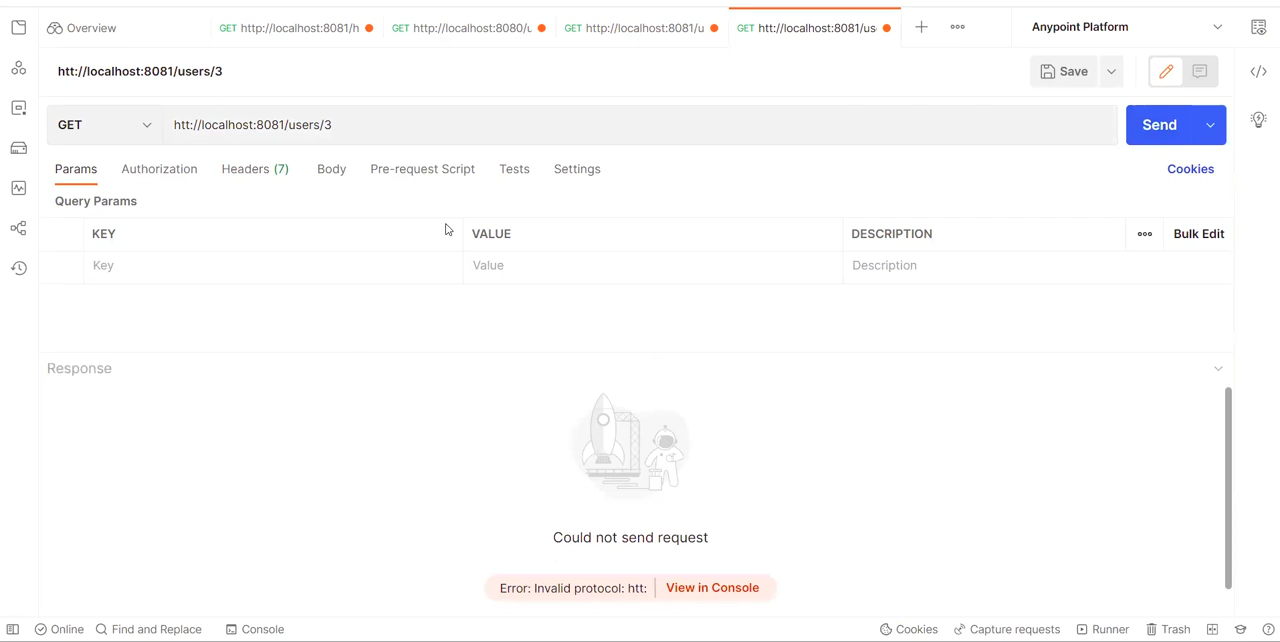 Overview
GET http://localhost:8081/h
GET http://localhost:8080/u
GET http://localhost:8081/u
GET htt://localhost:8081/us
Anypoint Platform
htt://localhost:8081/users/3
Save
GET
htt://localhost:8081/users/3
Send
Params
Authorization
Headers (7)
Body
Pre-request Script
Tests
Settings
Cookies
Query Params
KEY
VALUE
DESCRIPTION
Bulk Edit
Key
Value
Description
Response
Could not send request
Error: Invalid protocol: htt:
View in Console
Online
Find and Replace
Console
Cookies
Capture requests
Runner
Trash